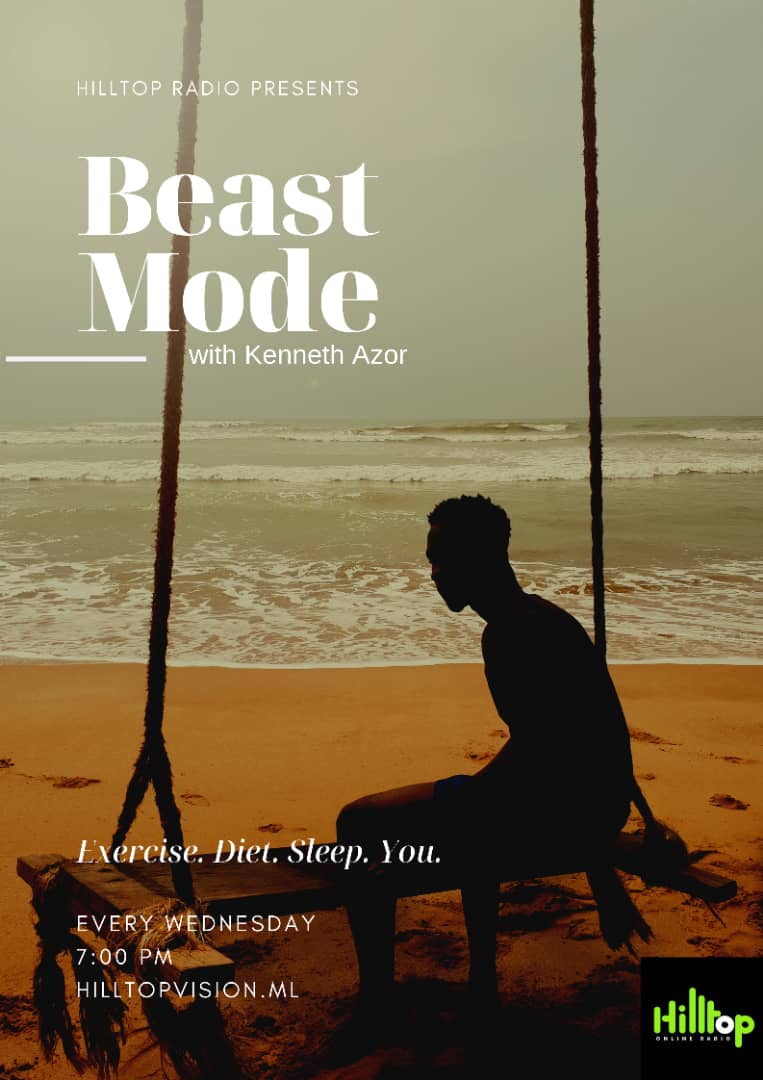 HILLTOP RADIO PRESENTS
Beast
Mode
with Kenneth Azor
Exercise. Diet. Sleep. You.
EVERY WEDNESDAY
7:00 PM
HILLTOPVISION.ML
Hilltop
ONLINE RADIO